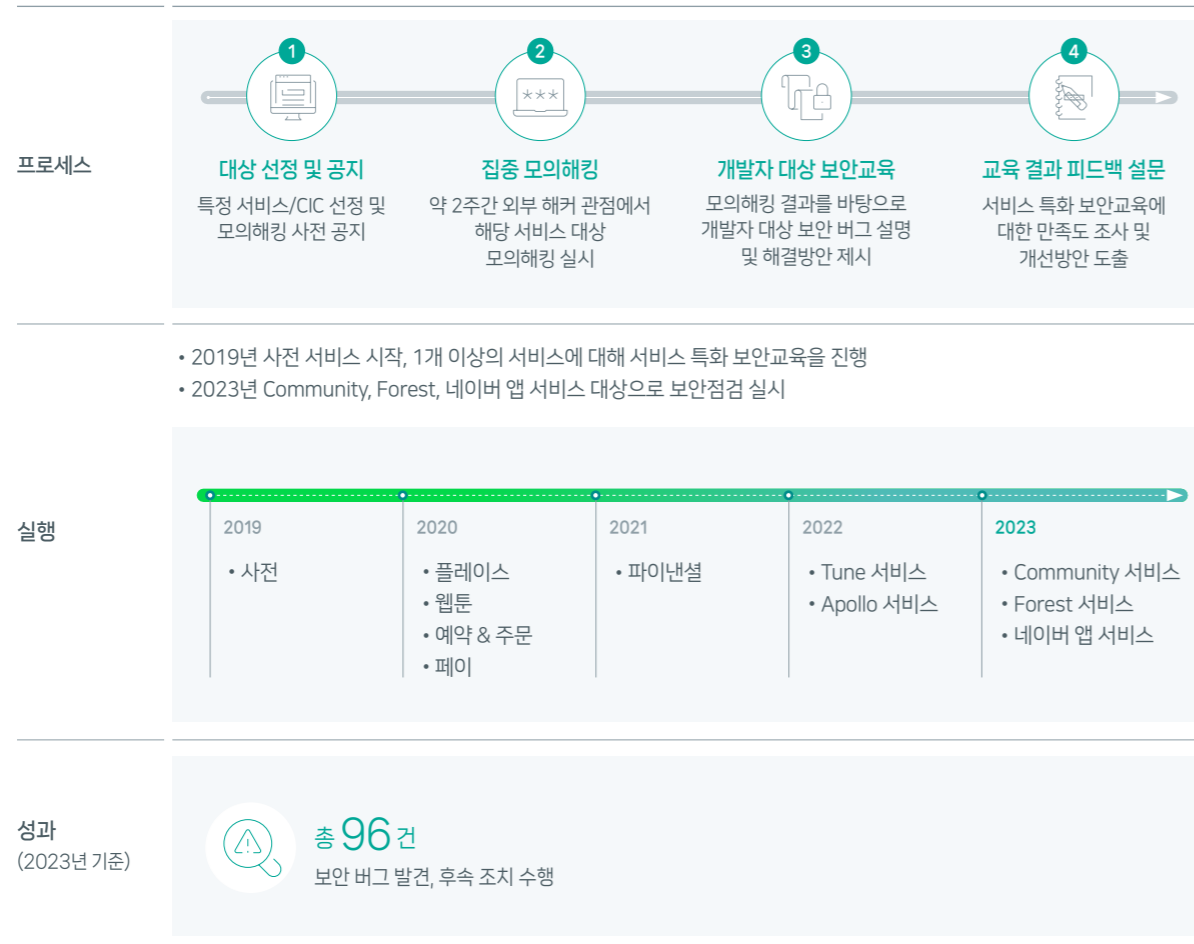 프로세스
1
2
3
4
***
대상 선정 및 공지
특정 서비스/CIC 선정 및
모의해킹 사전 공지
집중 모의해킹
약 2주간 외부 해커 관점에서
해당 서비스 대상
모의해킹 실시
개발자 대상 보안교육
모의해킹 결과를 바탕으로
개발자 대상 보안 버그 설명
및 해결방안 제시
교육 결과 피드백 설문
서비스 특화 보안교육에
대한 만족도 조사 및
개선방안 도출
실행
• 2019년 사전 서비스 시작, 1개 이상의 서비스에 대해 서비스 특화 보안교육을 진행
• 2023년 Community, Forest, 네이버 앱 서비스 대상으로 보안점검 실시
2019
• 사전
2020
• 플레이스
• 웹툰
• 예약 & 주문
• 페이
2021
• 파이낸셜
2022
• Tune 서비스
• Apollo 서비스
2023
• Community 서비스
• Forest 서비스
• 네이버 앱 서비스
성과
(2023년 기준)
총 96 건
보안 버그 발견, 후속 조치 수행